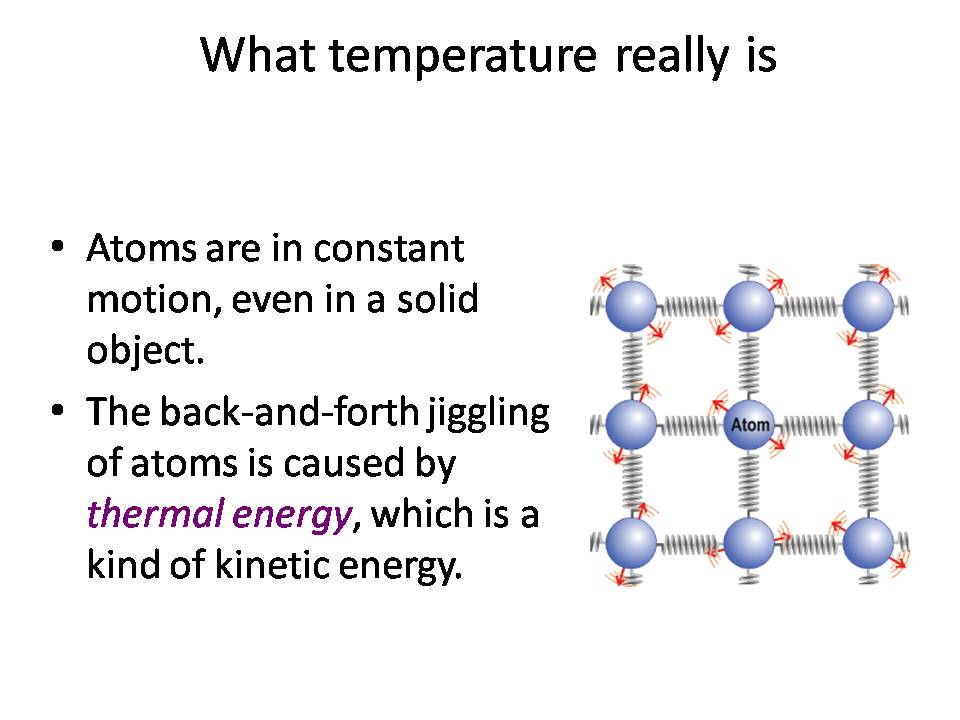 What temperature really is
• Atoms are in constant
motion, even in a solid
object.
• The back-and-forth jiggling
of atoms is caused by
thermal energy, which is a
kind of kinetic energy.
Atom